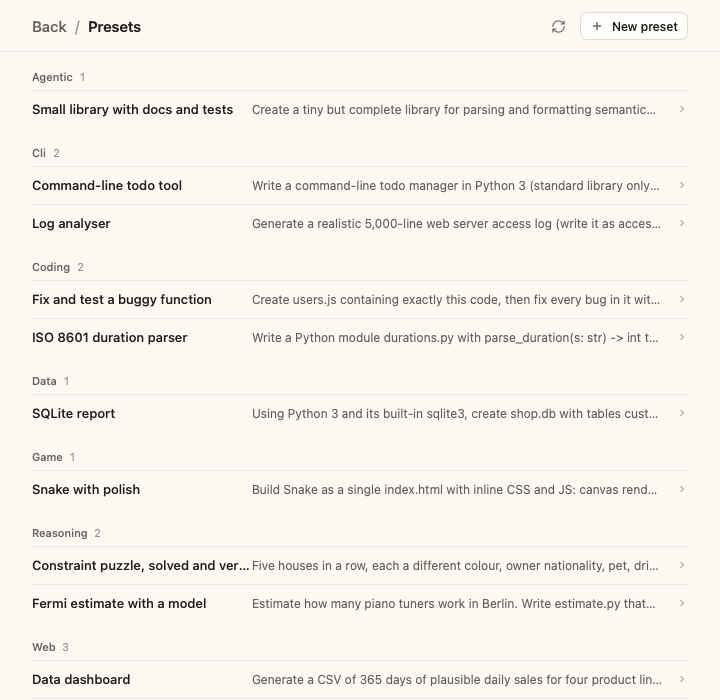 Back / Presets
New preset
Agentic 1
Small library with docs and tests Create a tiny but complete library for parsing and formatting semantic…
Cli 2
Command-line todo tool Write a command-line todo manager in Python 3 (standard library only…
Log analyser Generate a realistic 5,000-line web server access log (write it as acces…
Coding 2
Fix and test a buggy function Create users.js containing exactly this code, then fix every bug in it wit…
ISO 8601 duration parser Write a Python module durations.py with parse_duration(s: str) -> int t…
Data 1
SQLite report Using Python 3 and its built-in sqlite3, create shop.db with tables cust…
Game 1
Snake with polish Build Snake as a single index.html with inline CSS and JS: canvas rend…
Reasoning 2
Constraint puzzle, solved and ver… Five houses in a row, each a different colour, owner nationality, pet, dri…
Fermi estimate with a model Estimate how many piano tuners work in Berlin. Write estimate.py that…
Web 3
Data dashboard Generate a CSV of 365 days of plausible daily sales for four product lin…